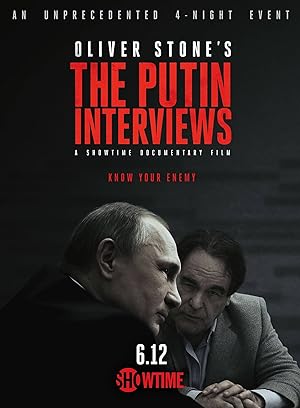 AN UNPRECEDENTED 4-NIGHT EVENT
OLIVER STONE'S
THE PUTIN
INTERVIEWS
A SHOWTIME DOCUMENTARY FILM
KNOW YOUR ENEMY
6.12
SHOWTIME